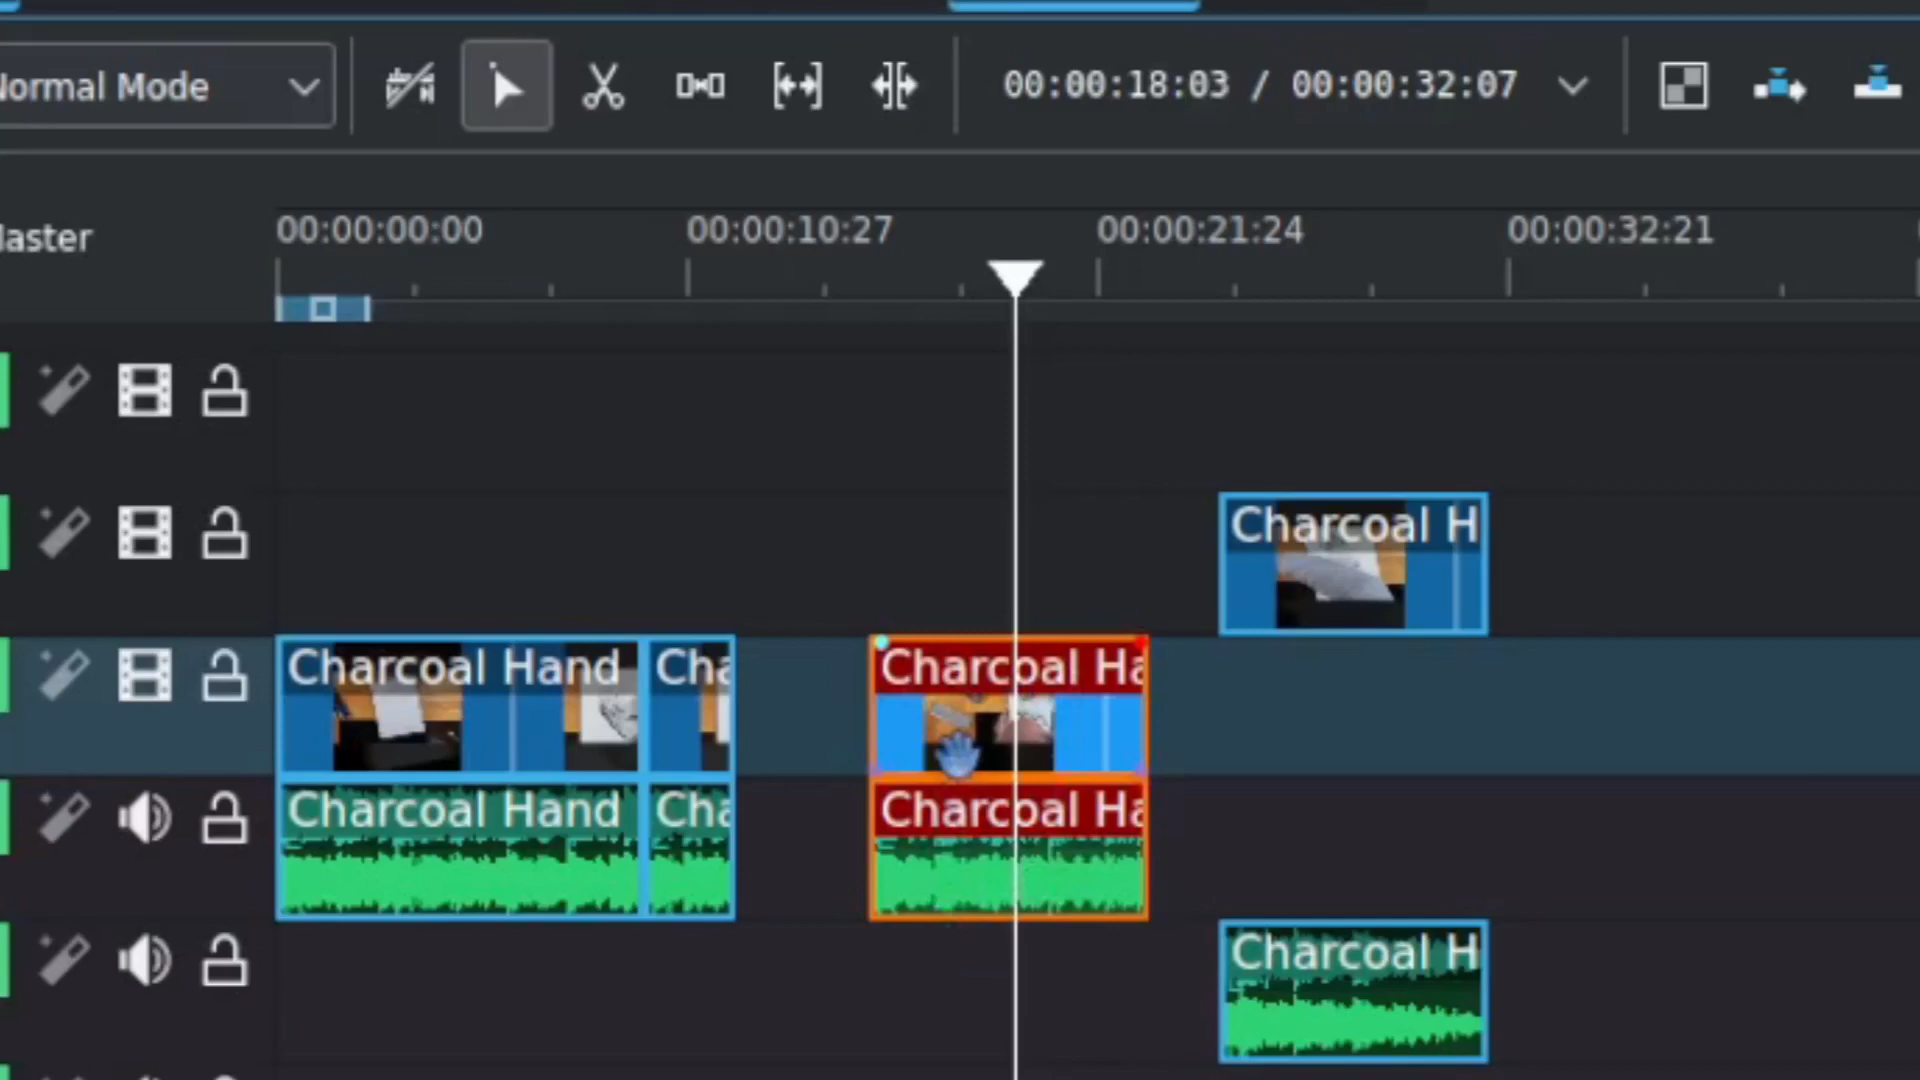 Normal Mode
00:00:18:03 / 00:00:32:07
Master
00:00:00:00 00:00:10:27 00:00:21:24 00:00:32:21
Charcoal H
Charcoal Hand Cha Charcoal Ha
Charcoal Hand Cha Charcoal Ha
Charcoal H